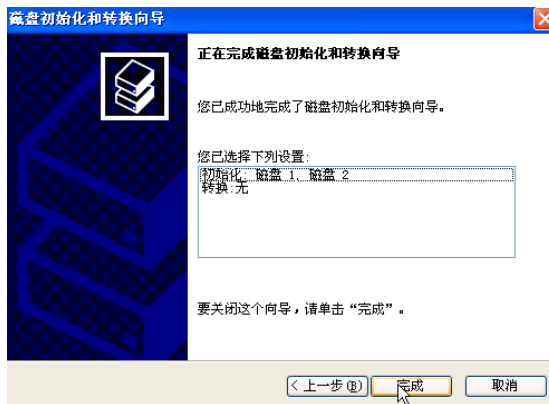 磁盘初始化和转换向导
正在完成磁盘初始化和转换向导
您已成功地完成了磁盘初始化和转换向导。
您已选择下列设置:
初始化: 磁盘 1、磁盘 2
转换:无
要关闭这个向导，请单击“完成”。
< 上一步(B)
完成
取消